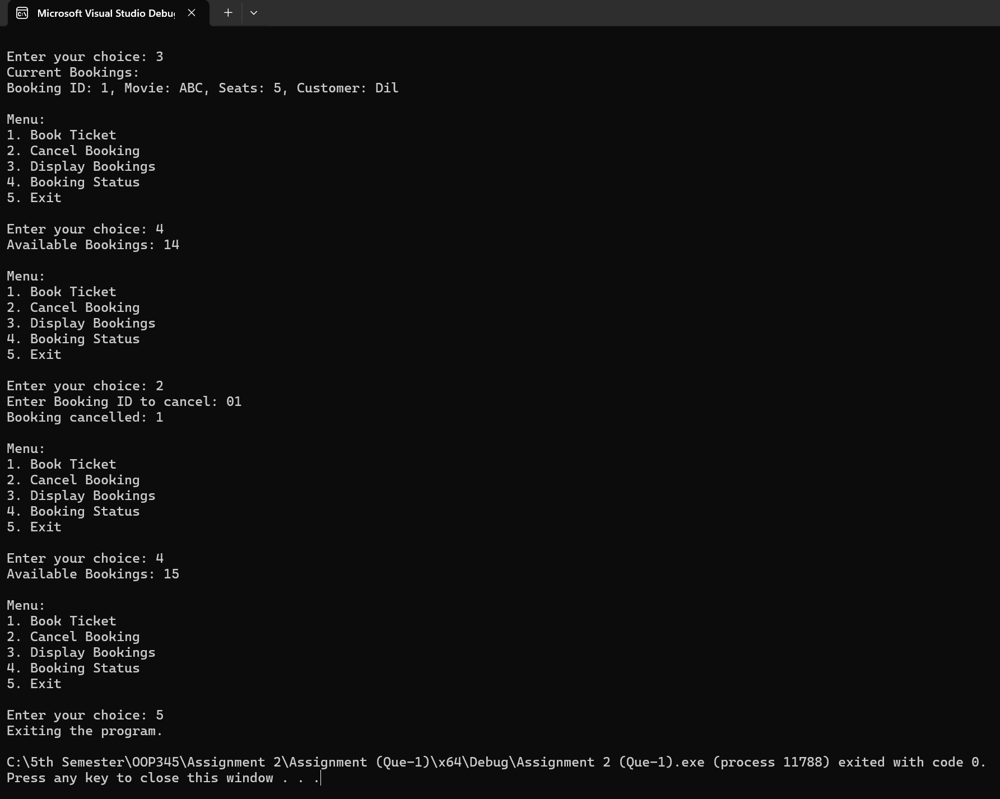 Microsoft Visual Studio Debu
Enter your choice: 3
Current Bookings:
Booking ID: 1, Movie: ABC, Seats: 5, Customer: Dil
Menu:
1. Book Ticket
2. Cancel Booking
3. Display Bookings
4. Booking Status
5. Exit
Enter your choice: 4
Available Bookings: 14
Menu:
1. Book Ticket
2. Cancel Booking
3. Display Bookings
4. Booking Status
5. Exit
Enter your choice: 2
Enter Booking ID to cancel: 01
Booking cancelled: 1
Menu:
1. Book Ticket
2. Cancel Booking
3. Display Bookings
4. Booking Status
5. Exit
Enter your choice: 4
Available Bookings: 15
Menu:
1. Book Ticket
2. Cancel Booking
3. Display Bookings
4. Booking Status
5. Exit
Enter your choice: 5
Exiting the program.
C:\5th Semester\OOP345\Assignment 2\Assignment (Que-1)\x64\Debug\Assignment 2 (Que-1).exe (process 11788) exited with code 0.
Press any key to close this window . . .